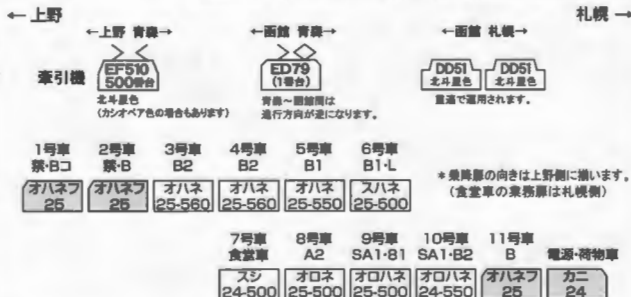 ← 上野 札幌 →
←上野 青森→ ←函館 青森→ ←函館 札幌→
牽引機 EF510 500番台 ED79 (1番台) DD51 北斗星色 DD51 北斗星色
北斗星色
(カシオペア色の場合もあります)
青森~函館間は
進行方向が逆になります。
重連で運用されます。
1号車 2号車 3号車 4号車 5号車 6号車
禁・Bコ 禁・B B2 B2 B1 B1・L
オハネフ オハネフ オハネ オハネ オハネ スハネ
25 25 25-560 25-560 25-550 25-500
*乗降扉の向きは上野側に揃います。
(食堂車の業務扉は札幌側)
7号車 8号車 9号車 10号車 11号車
食堂車 A2 SA1・B1 SA1・B2 B 電源・荷物車
スシ オロネ オロハネ オロハネ オハネフ カニ
24-500 25-500 25-500 24-550 25 24